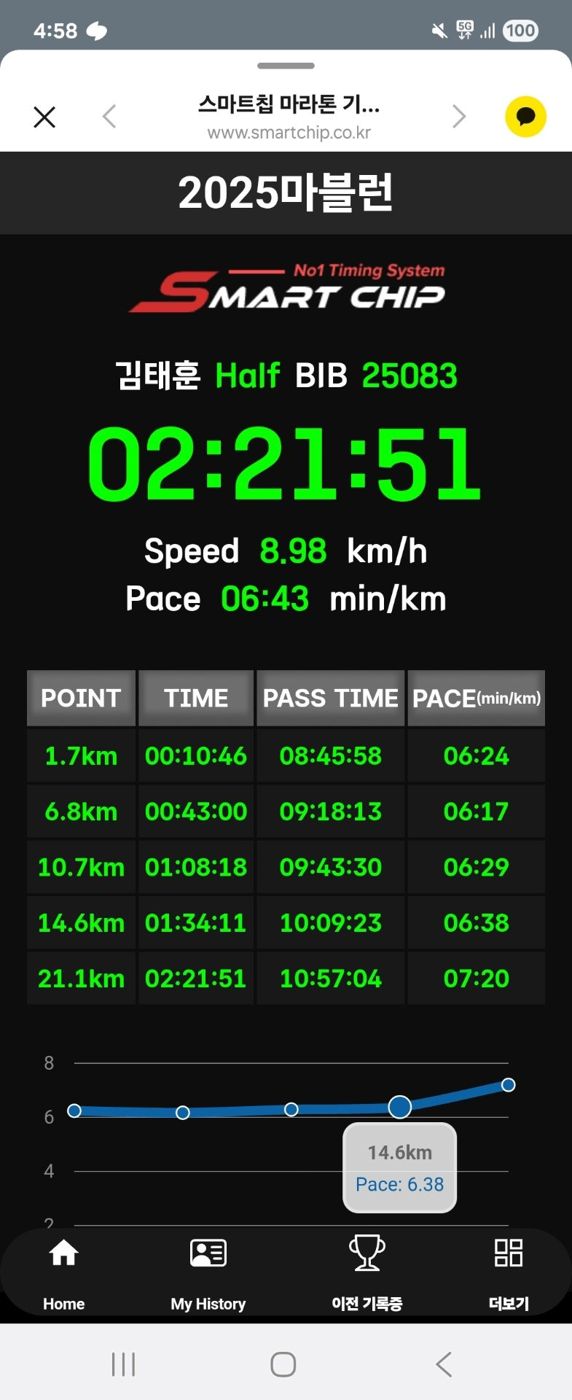 4:58 5G 100
스마트칩 마라톤 기...
www.smartchip.co.kr
2025마블런
No1 Timing System
SMART CHIP
김태훈 Half BIB 25083
02:21:51
Speed 8.98 km/h
Pace 06:43 min/km
POINT TIME PASS TIME PACE(min/km)
1.7km 00:10:46 08:45:58 06:24
6.8km 00:43:00 09:18:13 06:17
10.7km 01:08:18 09:43:30 06:29
14.6km 01:34:11 10:09:23 06:38
21.1km 02:21:51 10:57:04 07:20
8
6
4
14.6km
Pace: 6.38
2
Home My History 이전 기록증 더보기